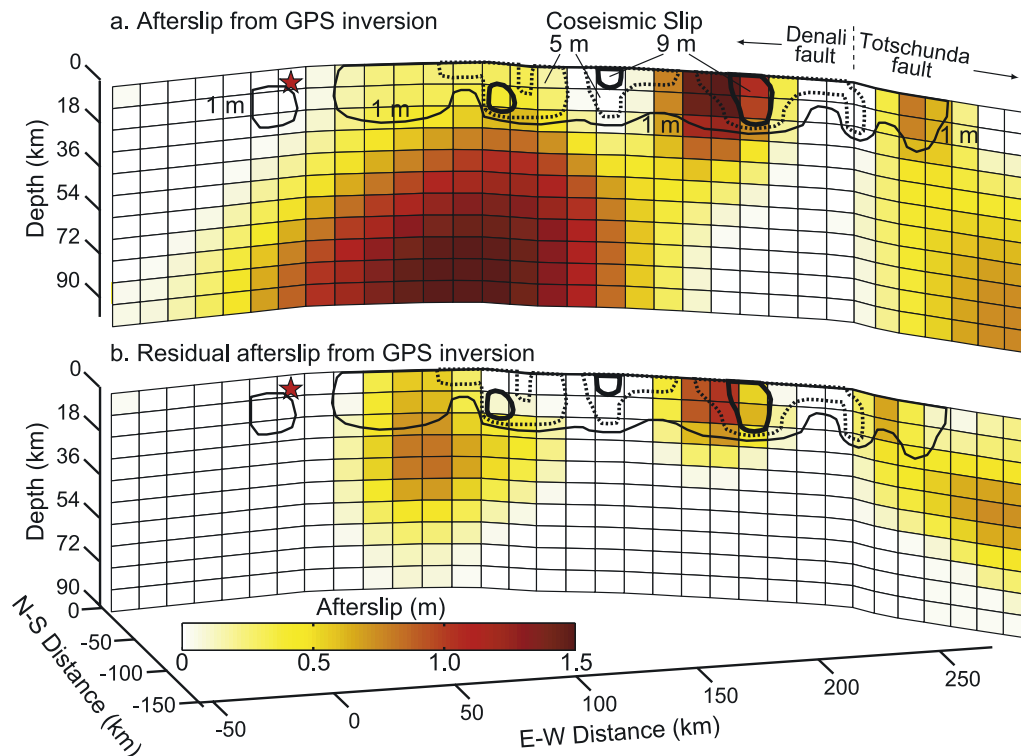 a. Afterslip from GPS inversion
Coseismic Slip
5 m
9 m
Denali
fault
Totschunda
fault
0
18
36
54
72
90
Depth (km)
1 m
1 m
1 m
1 m
b. Residual afterslip from GPS inversion
0
18
36
54
72
90
Depth (km)
0
-50
-100
-150
N-S Distance (km)
Afterslip (m)
0
0.5
1.0
1.5
-50
0
50
100
150
200
250
E-W Distance (km)